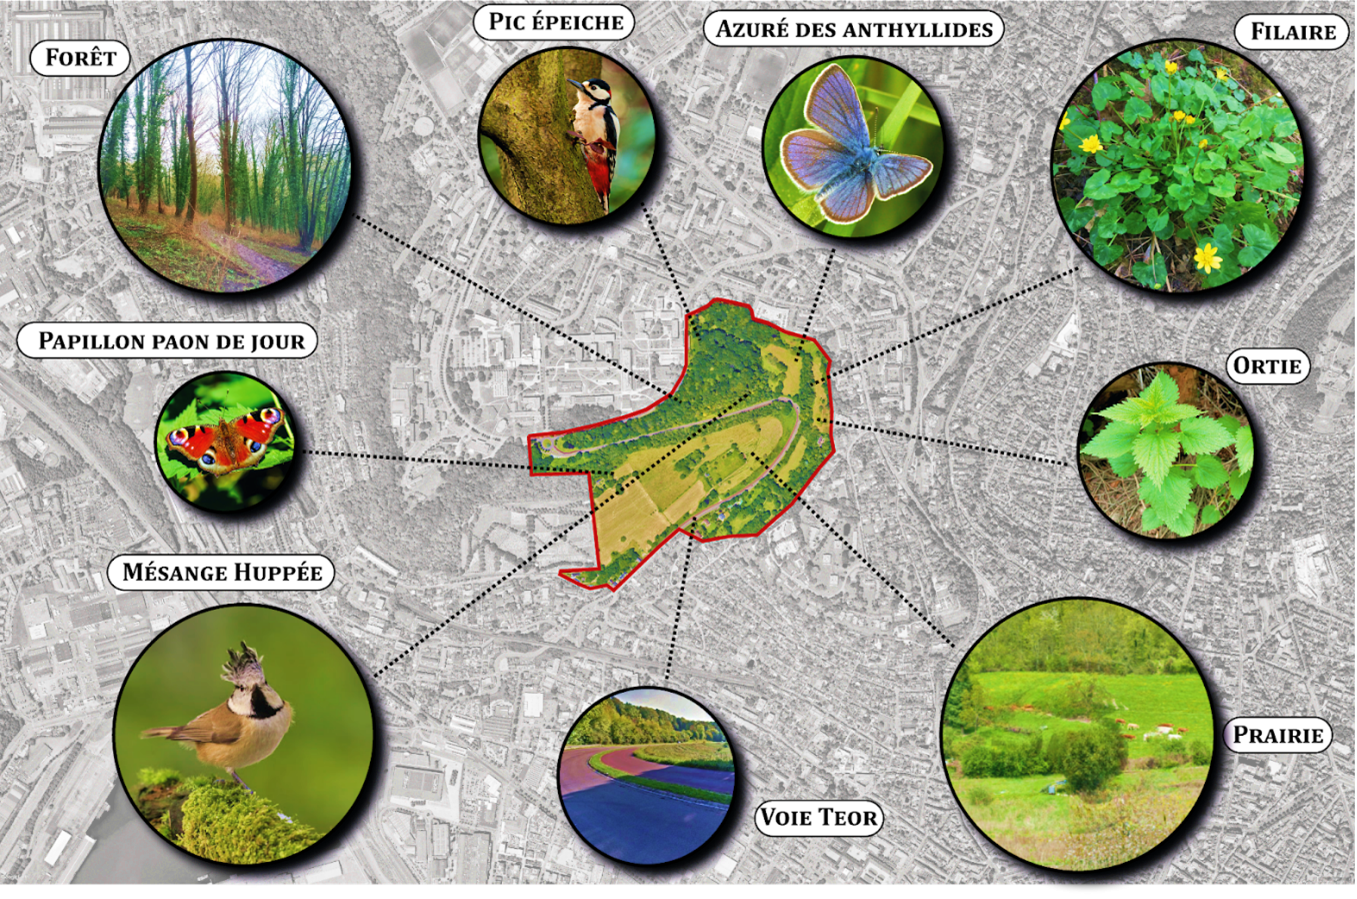 PIC ÉPEICHE
AZURÉ DES ANTHYLLIDES
FILAIRE
FORÊT
PAPILLON PAON DE JOUR
ORTIE
MÉSANGE HUPPÉE
PRAIRIE
VOIE TEOR